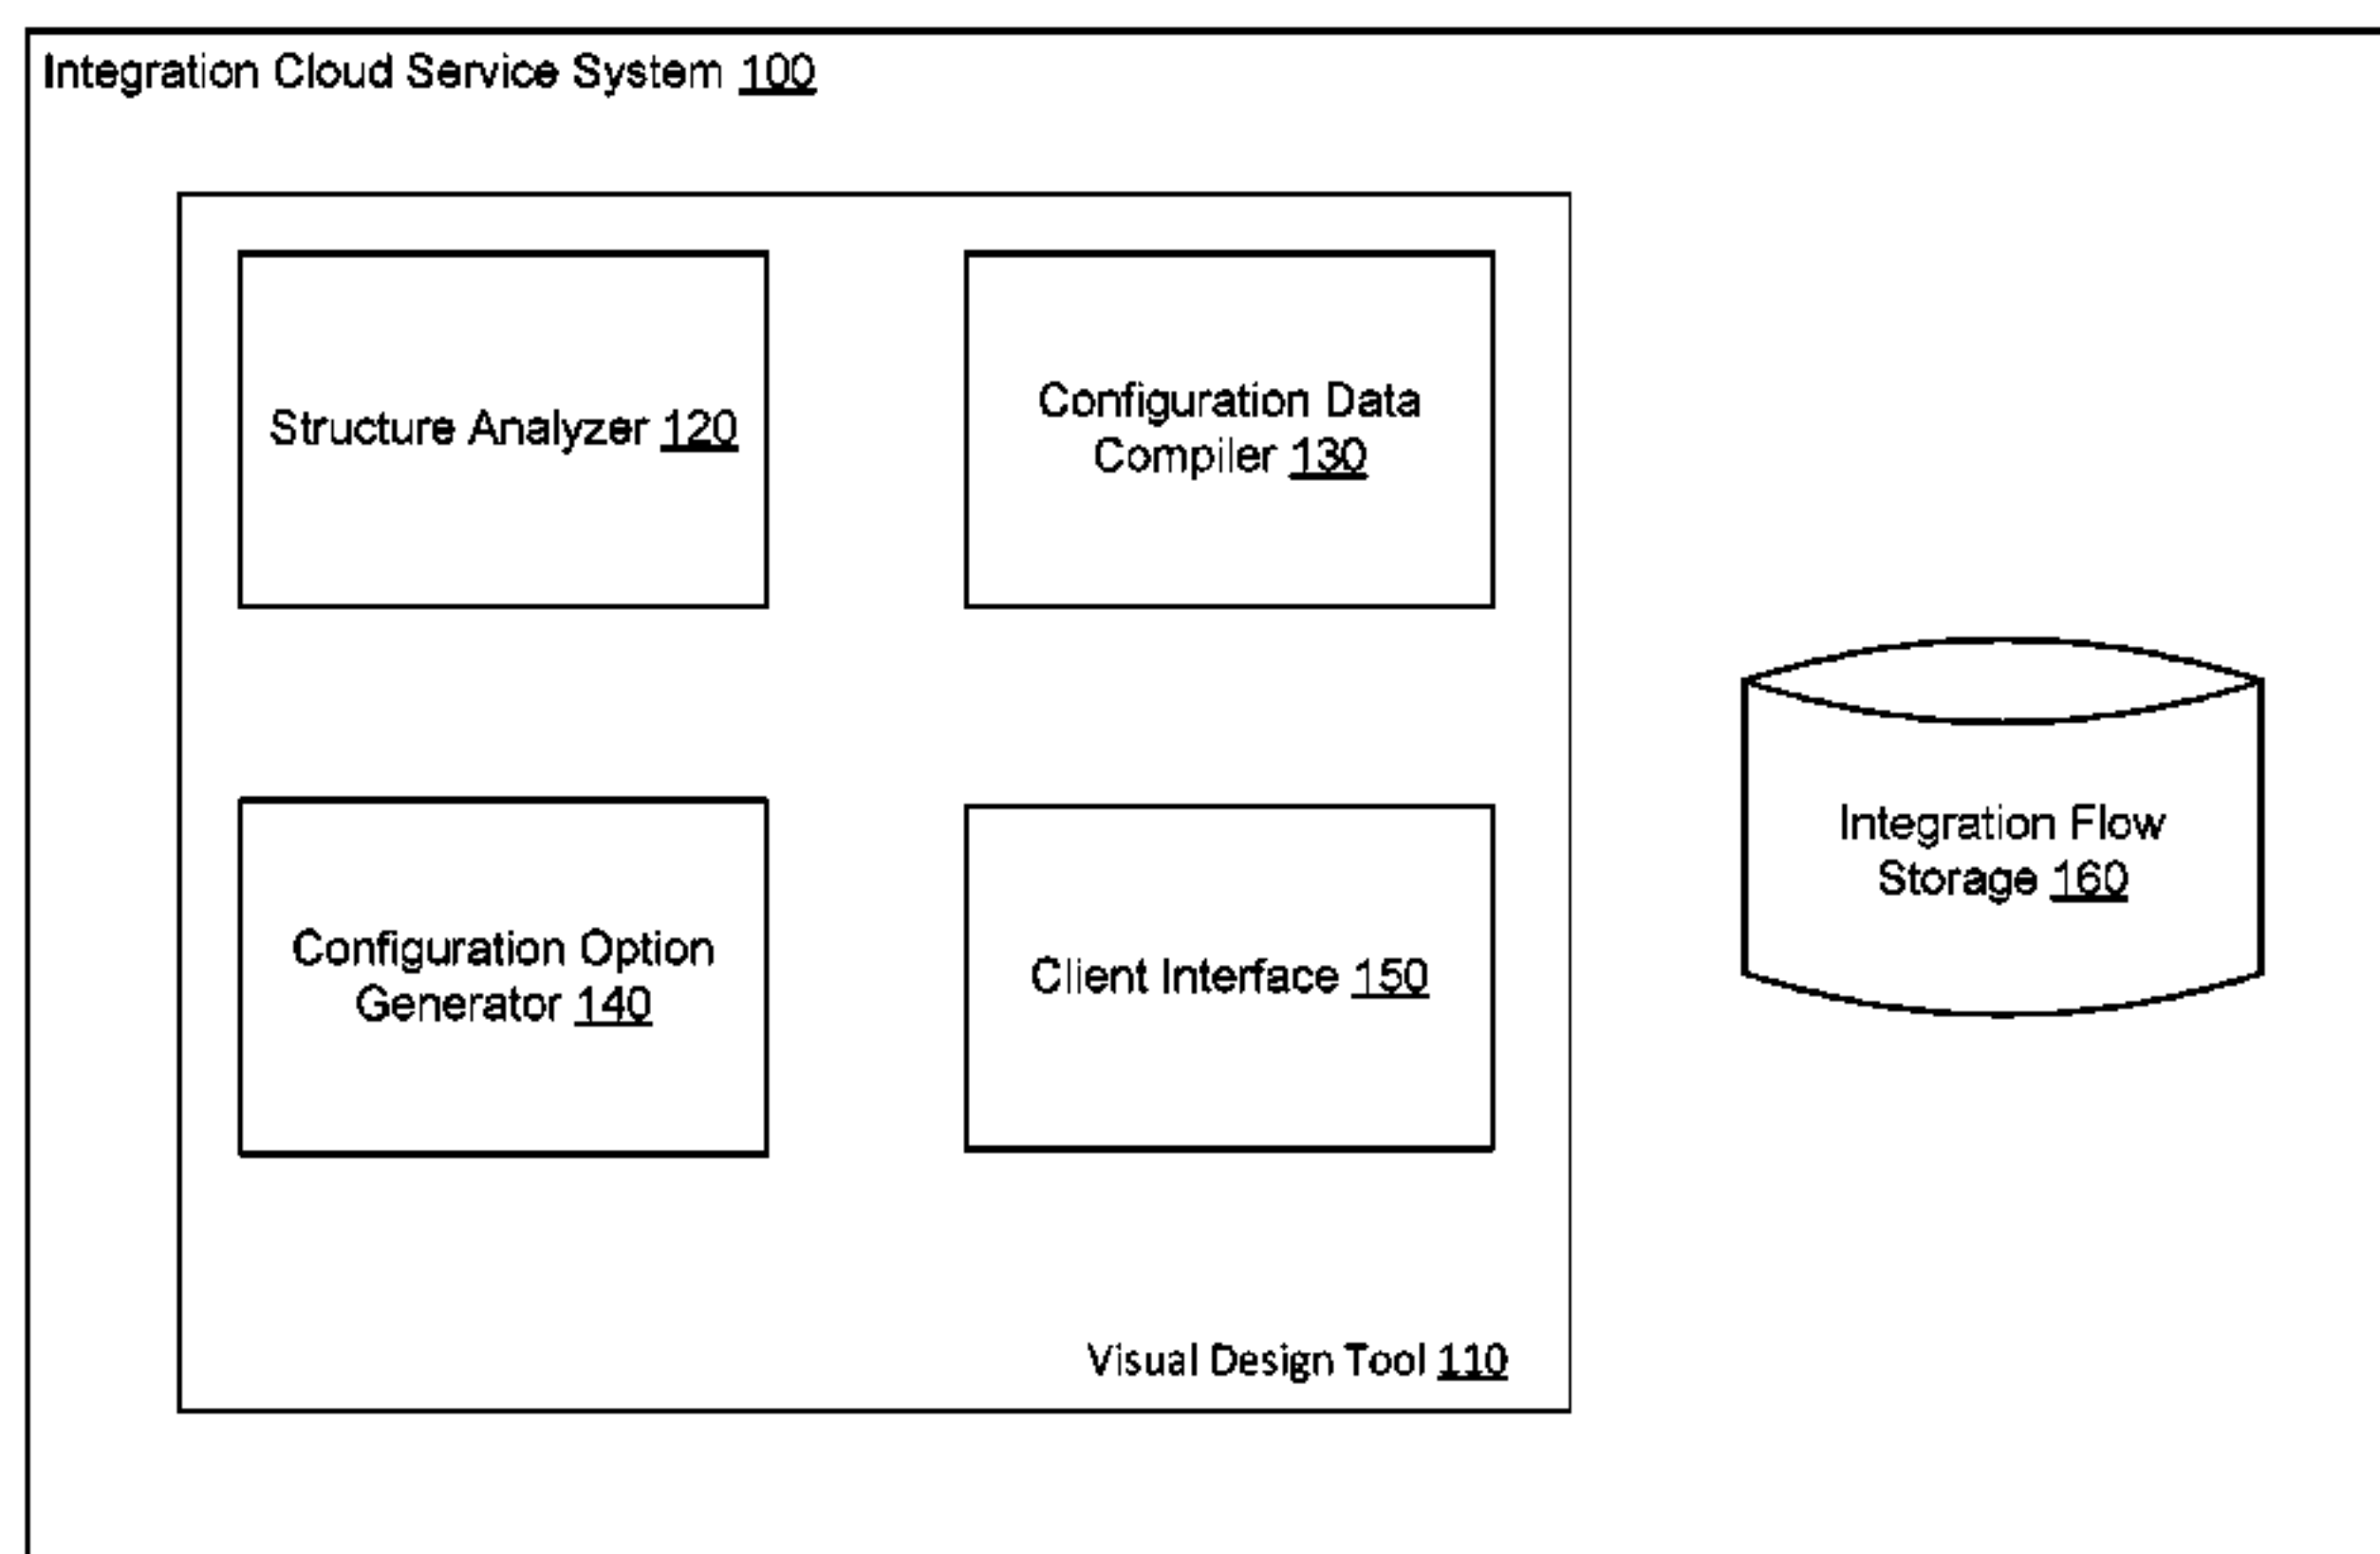 Integration Cloud Service System 100
Structure Analyzer 120
Configuration Data
Compiler 130
Configuration Option
Generator 140
Client Interface 150
Integration Flow
Storage 160
Visual Design Tool 110